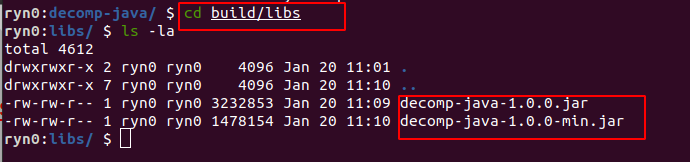 ryn0:decomp-java/ $ cd build/libs
ryn0:libs/ $ ls -la
total 4612
drwxrwxr-x 2 ryn0 ryn0    4096 Jan 20 11:01 .
drwxrwxr-x 7 ryn0 ryn0    4096 Jan 20 11:10 ..
-rw-rw-r-- 1 ryn0 ryn0 3232853 Jan 20 11:09 decomp-java-1.0.0.jar
-rw-rw-r-- 1 ryn0 ryn0 1478154 Jan 20 11:10 decomp-java-1.0.0-min.jar
ryn0:libs/ $